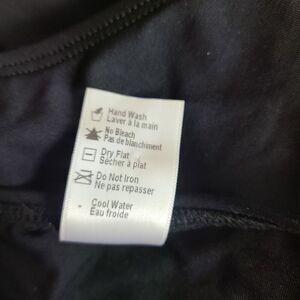 Hand Wash
Laver à la main
No Bleach
Pas de blanchiment
Dry Flat
Sécher à plat
Do Not Iron
Ne pas repasser
Cool Water
Eau froide